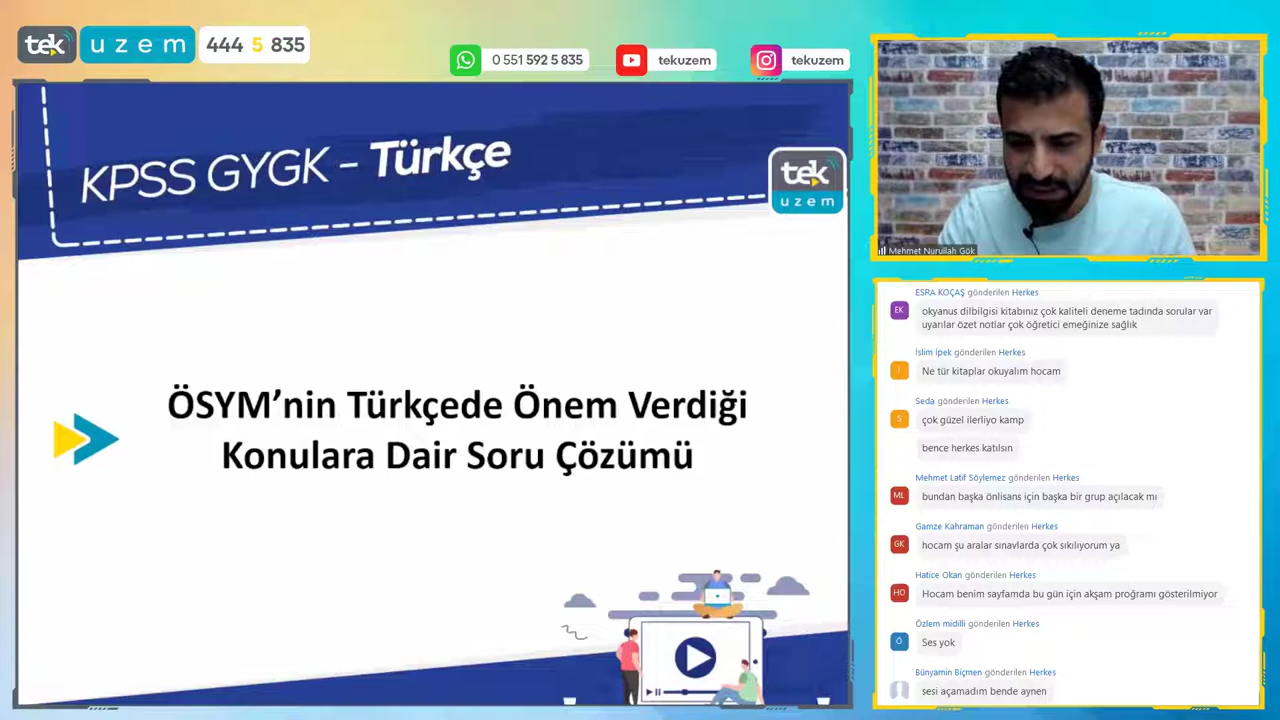 tek
uzem
444 5 835
0 551 592 5 835
tekuzem
tekuzem
KPSS GYGK – Türkçe
tek
uzem
ÖSYM’nin Türkçede Önem Verdiği
Konulara Dair Soru Çözümü
Mehmet Nurullah Gök
ESRA KOÇAŞ gönderilen Herkes
EK
okyanus dilbilgisi kitabınız çok kaliteli deneme tadında sorular var
uyarılar özet notlar çok öğretici emeğinize sağlık
İslim İpek gönderilen Herkes
İ
Ne tür kitaplar okuyalım hocam
Seda gönderilen Herkes
S
çok güzel ilerliyo kamp
bence herkes katılsın
Mehmet Latif Söylemez gönderilen Herkes
ML
bundan başka önlisans için başka bir grup açılacak mı
Gamze Kahraman gönderilen Herkes
GK
hocam şu aralar sınavlarda çok sıkılıyorum ya
Hatice Okan gönderilen Herkes
HO
Hocam benim sayfamda bu gün için akşam proğramı gösterilmiyor
Özlem midilli gönderilen Herkes
Ö
Ses yok
Bünyamin Biçmen gönderilen Herkes
sesi açamadım bende aynen